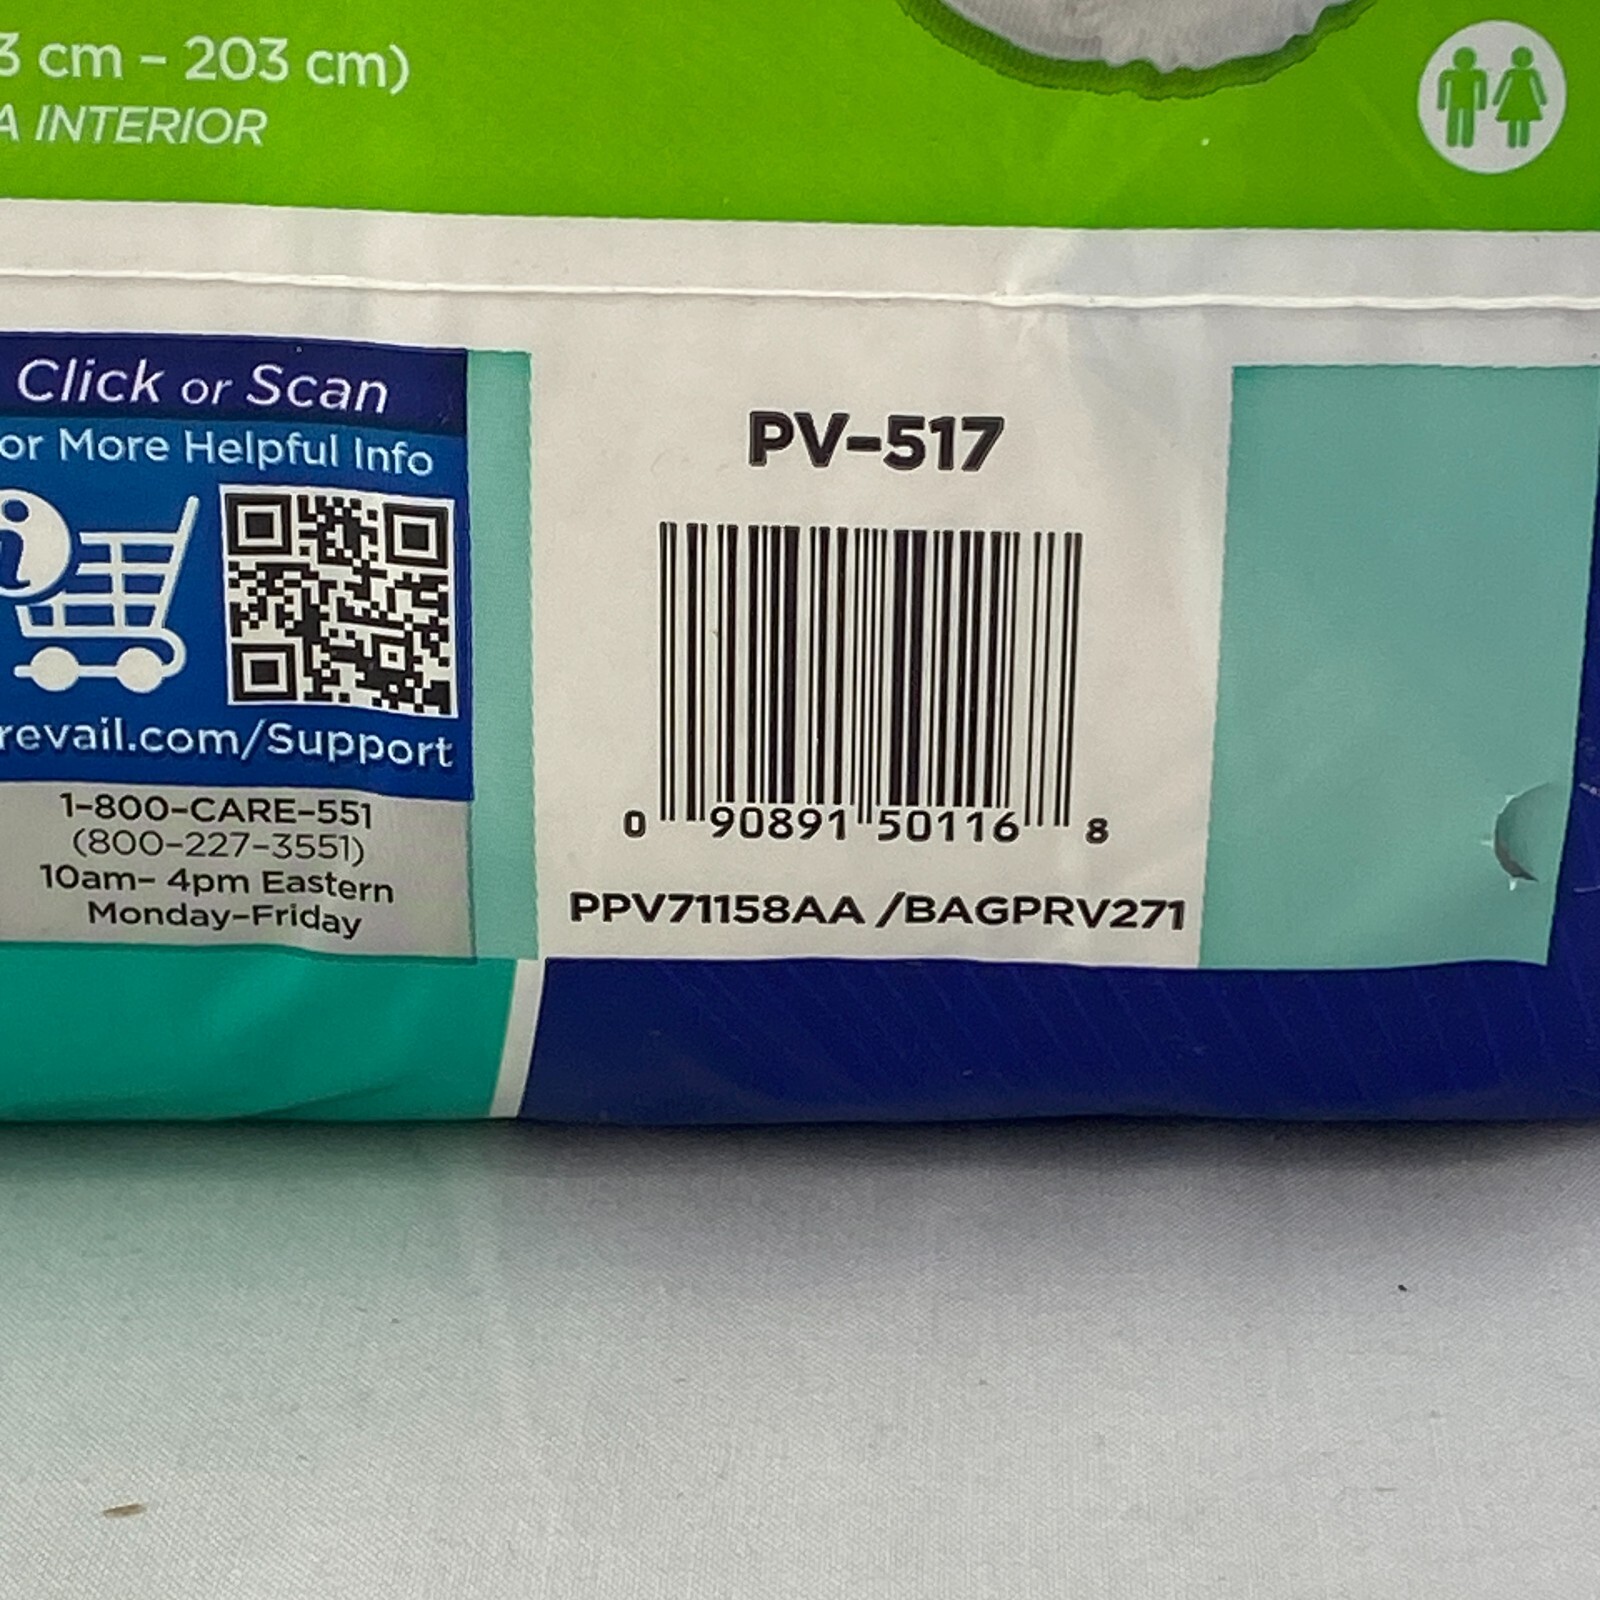 3 cm – 203 cm)
A INTERIOR
Click or Scan
or More Helpful Info
i
revail.com/Support
1-800-CARE-551
(800-227-3551)
10am- 4pm Eastern
Monday-Friday
PV-517
0 90891 50116 8
PPV71158AA /BAGPRV271